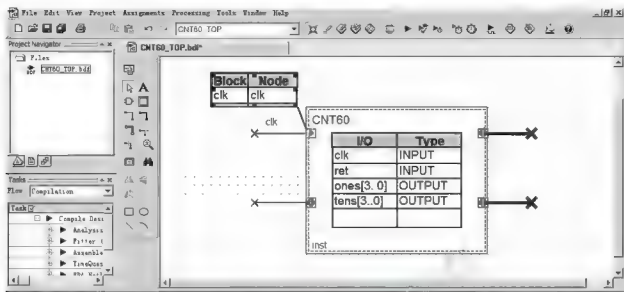 File Edit View Project Assignments Processing Tools Window Help
CNT60_TOP
Project Navigator
CNT60_TOP.bdf*
Files
CNT60_TOP.bdf
Block Node
clk clk
clk
CNT60
I/O Type
clk INPUT
ret INPUT
ones[3..0] OUTPUT
tens[3..0] OUTPUT
inst
Tasks
Flow Compilation
Task
Compile Desi
Analysis
Fitter (
Assemble
TimeQues